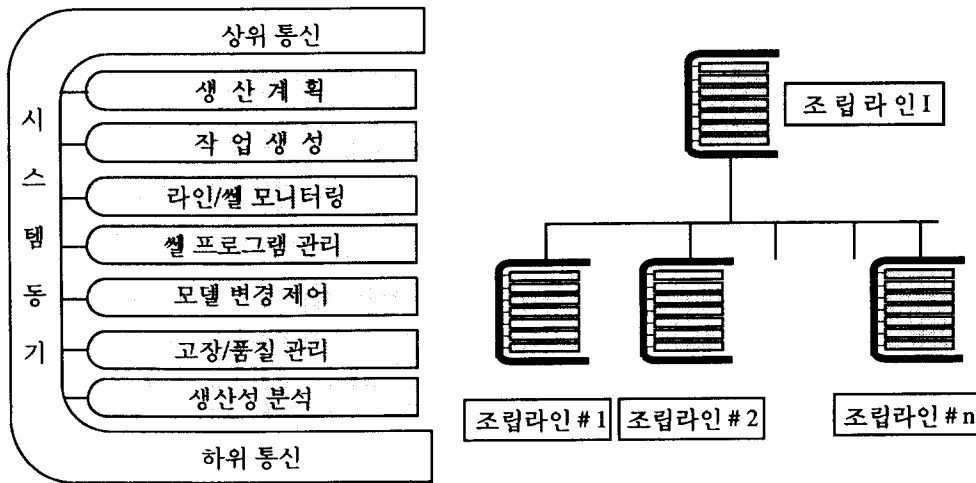 상위 통신
생 산 계 획
작 업 생 성
라인/쎌 모니터링
쎌 프로그램 관리
모델 변경 제어
고장/품질 관리
생산성 분석
하위 통신
시스템동기
조 립 라 인 I
조립라인 # 1
조립라인 # 2
조립라인 # n